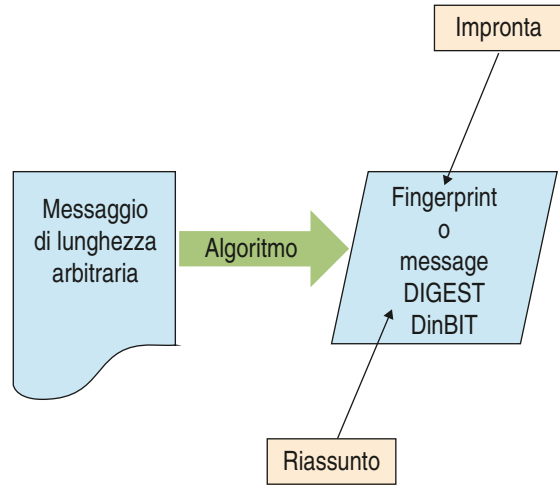 Impronta
Messaggio
di lunghezza
arbitraria
Algoritmo
Fingerprint
o
message
DIGEST
DinBIT
Riassunto